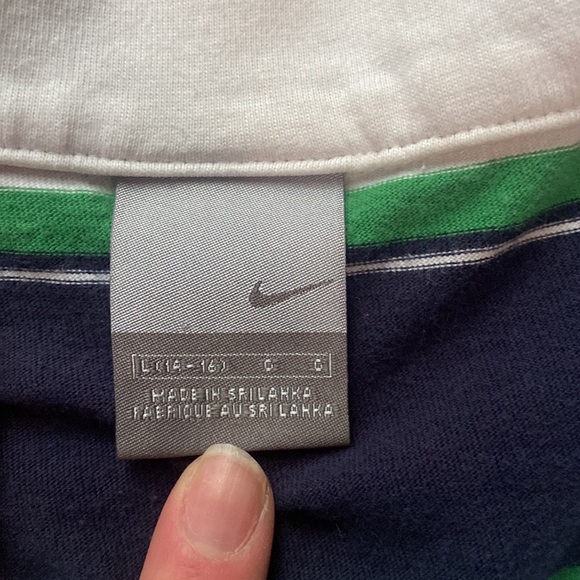 L(14-16) G G
MADE IN SRI LANKA
FABRIQUE AU SRI LANKA